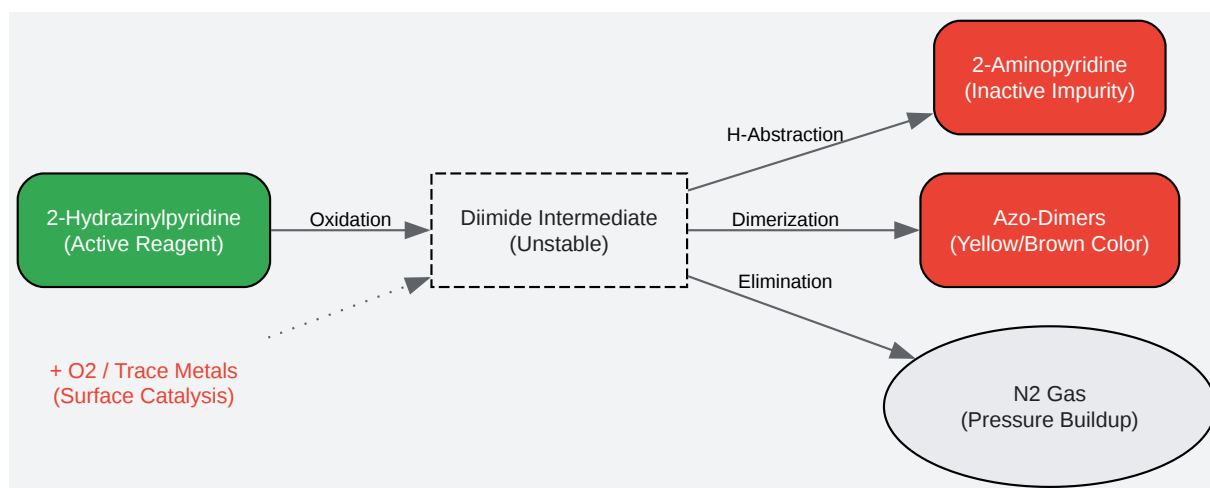 2-Aminopyridine
(Inactive Impurity)
H-Abstraction
2-Hydrazinylpyridine
(Active Reagent)
Oxidation
Diimide Intermediate
(Unstable)
Dimerization
Azo-Dimers
(Yellow/Brown Color)
Elimination
+ O2 / Trace Metals
(Surface Catalysis)
N2 Gas
(Pressure Buildup)